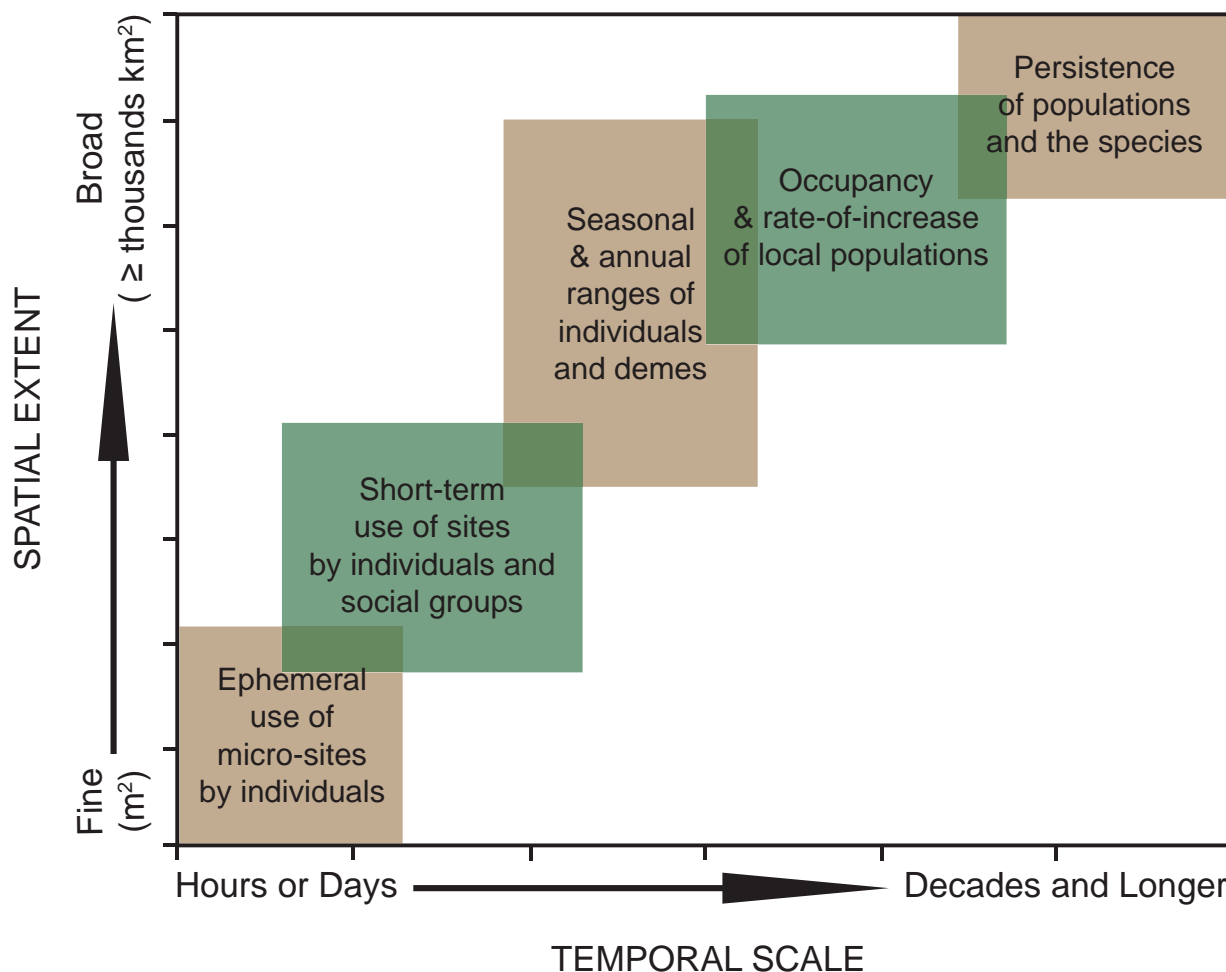 SPATIAL EXTENT
Broad
( ≥ thousands km²)
Fine
(m²)
Persistence
of populations
and the species
Occupancy
& rate-of-increase
of local populations
Seasonal
& annual
ranges of
individuals
and demes
Short-term
use of sites
by individuals and
social groups
Ephemeral
use of
micro-sites
by individuals
Hours or Days
Decades and Longer
TEMPORAL SCALE